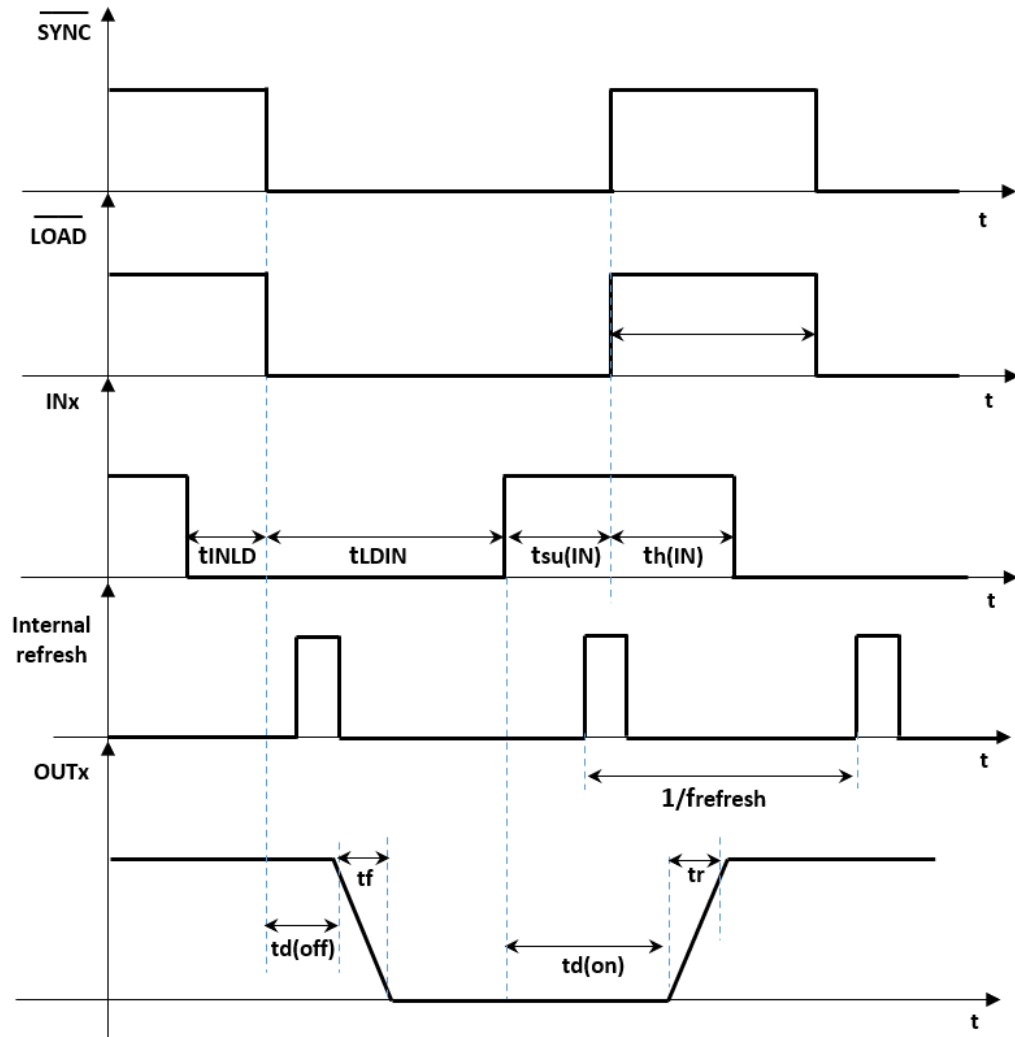 SYNC
t
LOAD
t
INx
tINLD
tLDIN
tsu(IN)
th(IN)
t
Internal
refresh
t
OUTx
1/frefresh
tf
tr
td(off)
td(on)
t